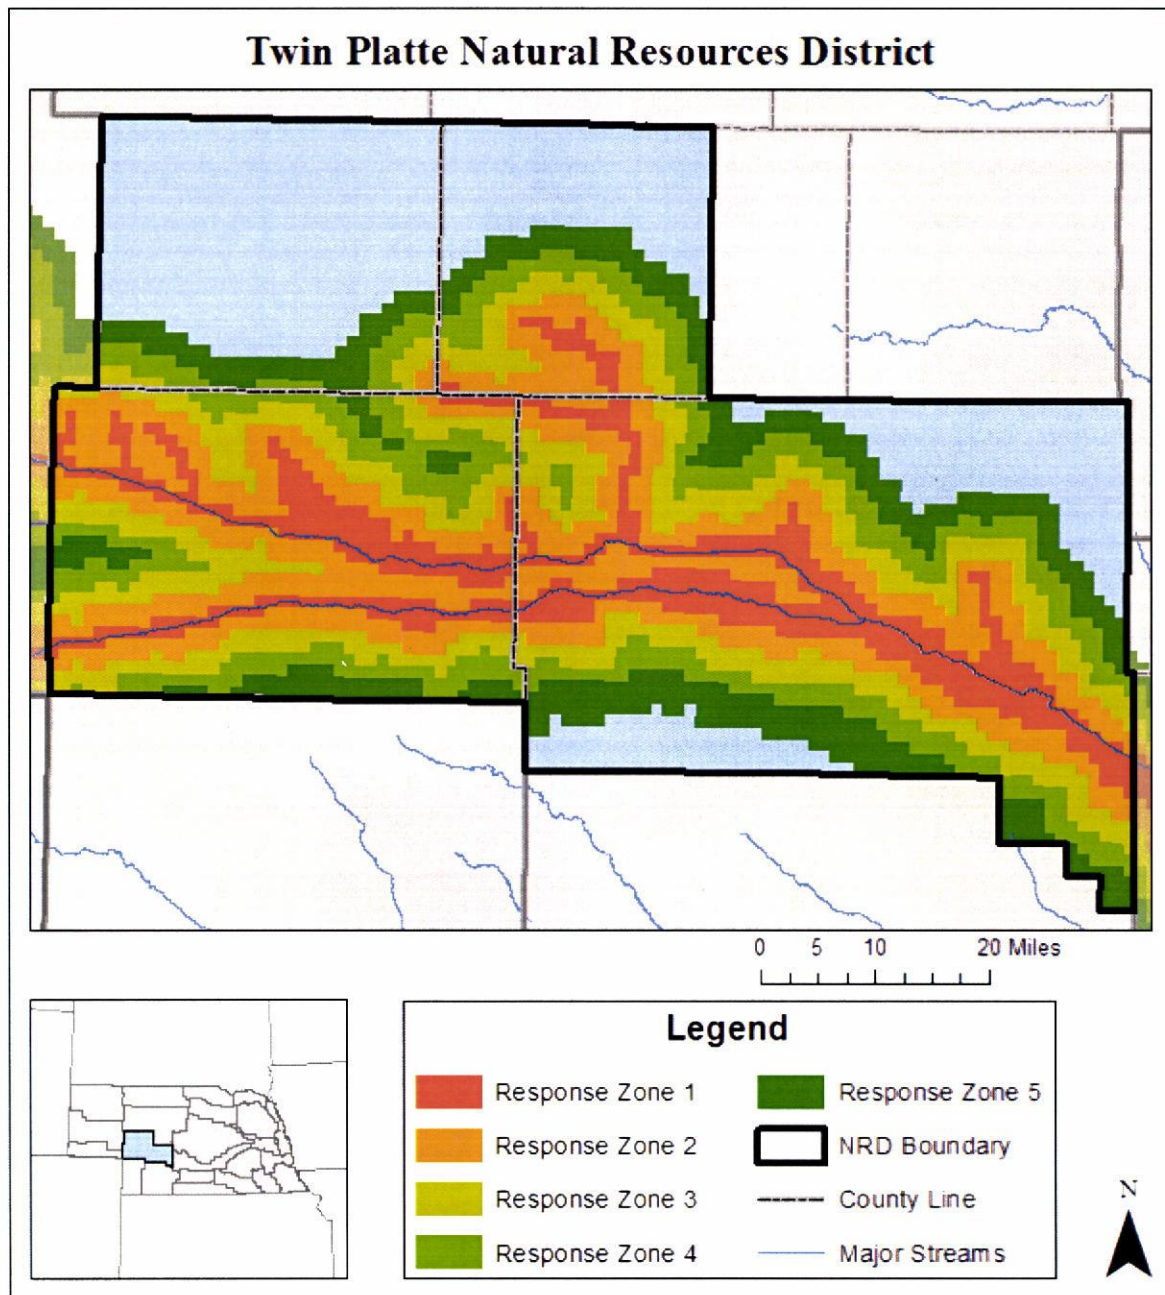 Twin Platte Natural Resources District
0 5 10 20 Miles
Legend
Response Zone 1
Response Zone 2
Response Zone 3
Response Zone 4
Response Zone 5
NRD Boundary
County Line
Major Streams
N